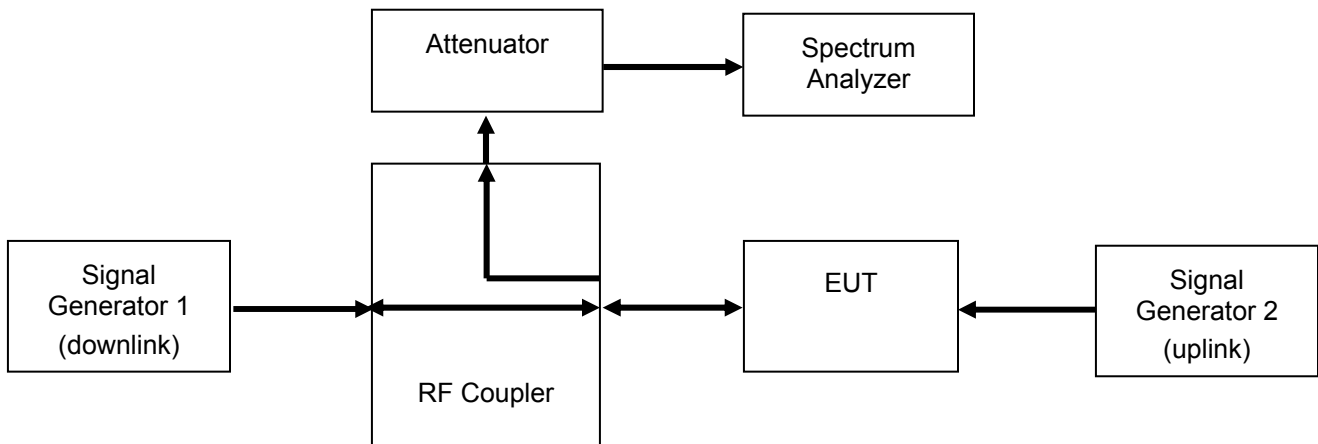 Attenuator
Spectrum
Analyzer
Signal
Generator 1
(downlink)
EUT
Signal
Generator 2
(uplink)
RF Coupler